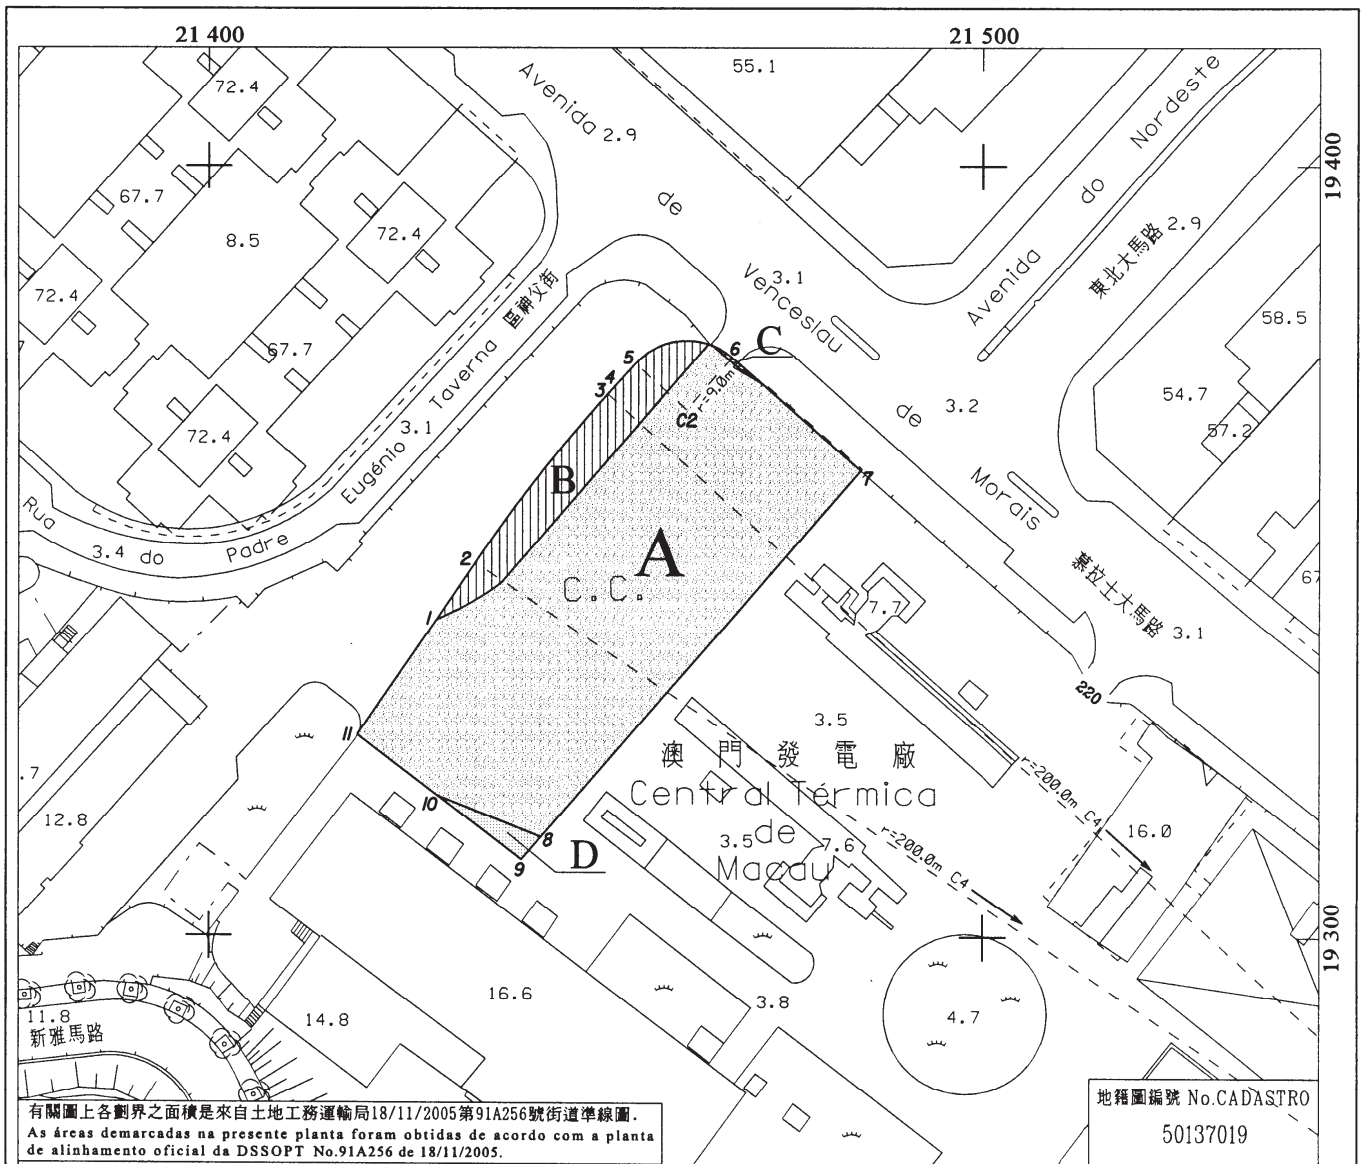 21 400
21 500
19 400
19 300
72.4
67.7
8.5
72.4
72.4
67.7
72.4
55.1
Avenida
2.9
de
3.1
Venceslau
de
3.2
Morais
慕拉士大馬路
3.1
Avenida
do
Nordeste
東北大馬路
2.9
58.5
54.7
57.2
67
區神父街
Rua
3.4
do
Padre
Eugénio
Taverna
3.1
5
4
3
6
C
r=9.0m
C2
7
B
A
C.C.
2
1
11
10
8
9
D
7.7
220
3.5
澳門發電廠
Central Térmica
de
Macau
3.5
7.6
r=200.0m C4
r=200.0m C4
16.0
.7
12.8
16.6
14.8
3.8
4.7
11.8
新雅馬路
有關圖上各劃界之面積是來自土地工務運輸局18/11/2005第91A256號街道準線圖.
As áreas demarcadas na presente planta foram obtidas de acordo com a planta
de alinhamento oficial da DSSOPT No.91A256 de 18/11/2005.
地籍圖編號 No.CADASTRO
50137019